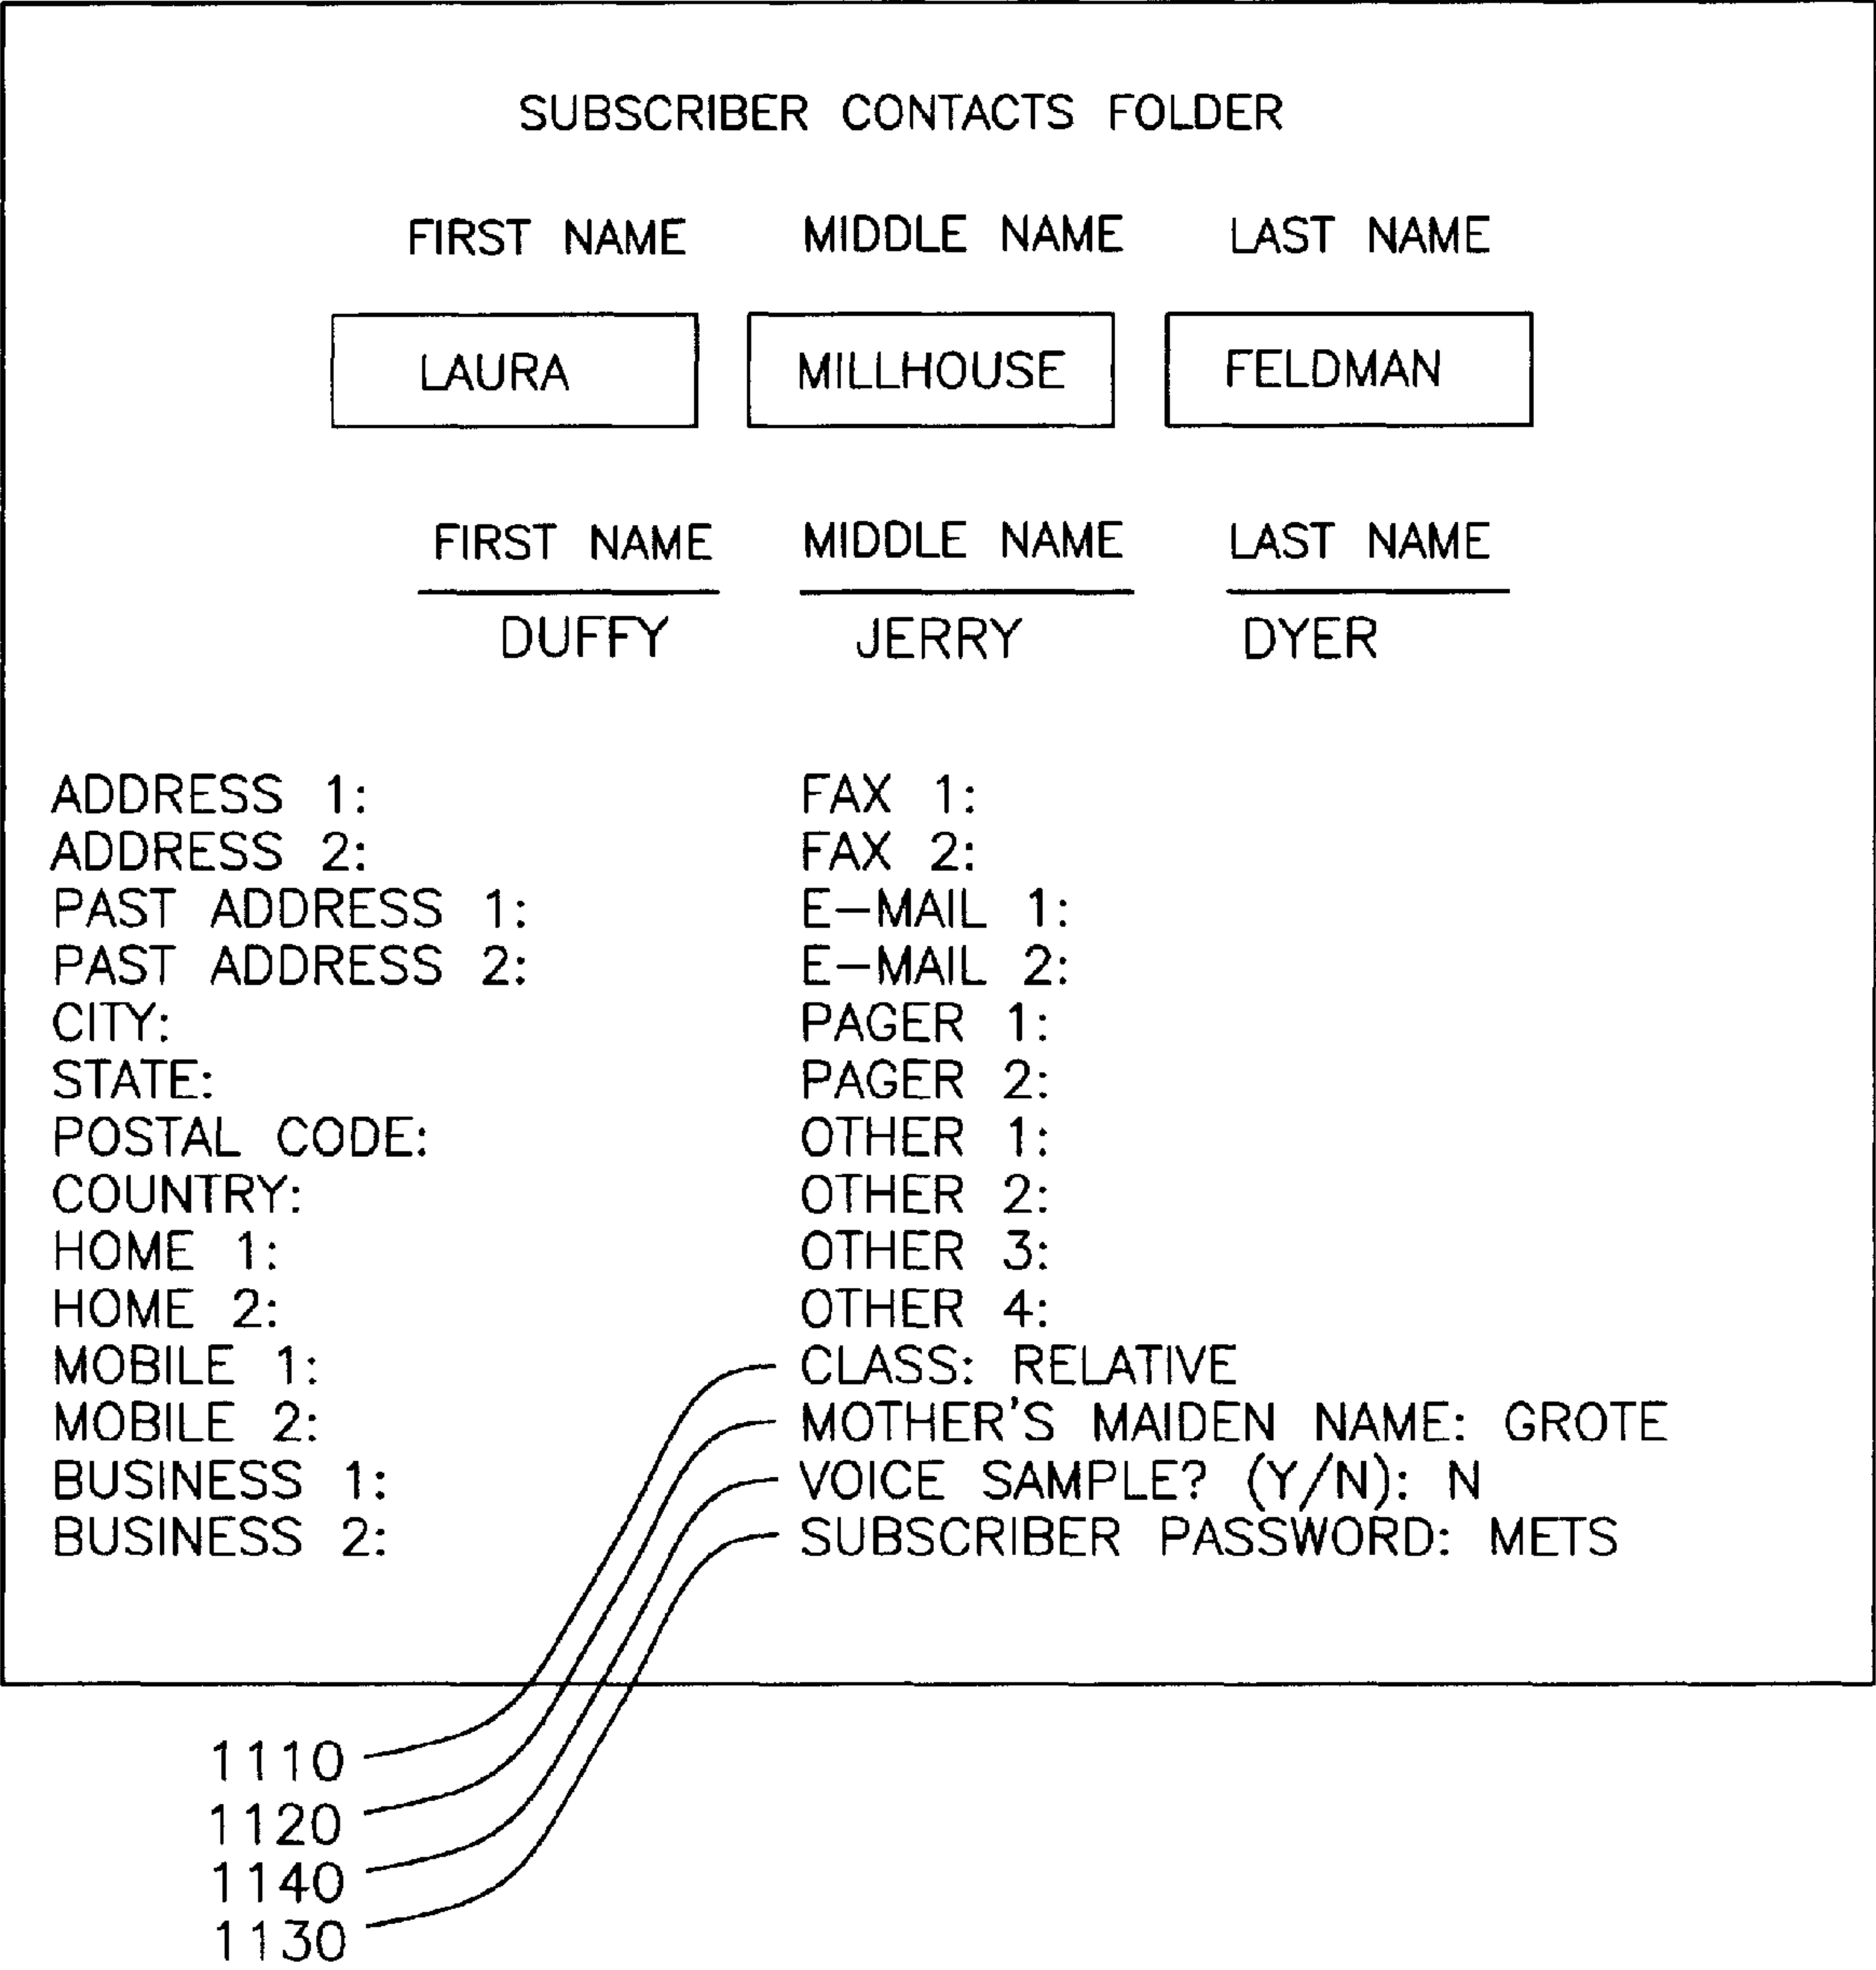 SUBSCRIBER CONTACTS FOLDER
FIRST NAME MIDDLE NAME LAST NAME
LAURA MILLHOUSE FELDMAN
FIRST NAME MIDDLE NAME LAST NAME
DUFFY JERRY DYER
ADDRESS 1:
ADDRESS 2:
PAST ADDRESS 1:
PAST ADDRESS 2:
CITY:
STATE:
POSTAL CODE:
COUNTRY:
HOME 1:
HOME 2:
MOBILE 1:
MOBILE 2:
BUSINESS 1:
BUSINESS 2:
FAX 1:
FAX 2:
E-MAIL 1:
E-MAIL 2:
PAGER 1:
PAGER 2:
OTHER 1:
OTHER 2:
OTHER 3:
OTHER 4:
CLASS: RELATIVE
MOTHER'S MAIDEN NAME: GROTE
VOICE SAMPLE? (Y/N): N
SUBSCRIBER PASSWORD: METS
1110
1120
1140
1130